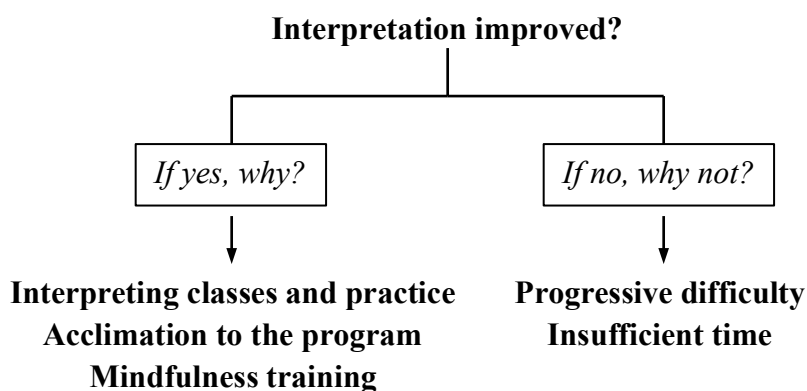 Interpretation improved?
If yes, why?
If no, why not?
Interpreting classes and practice
Acclimation to the program
Mindfulness training
Progressive difficulty
Insufficient time